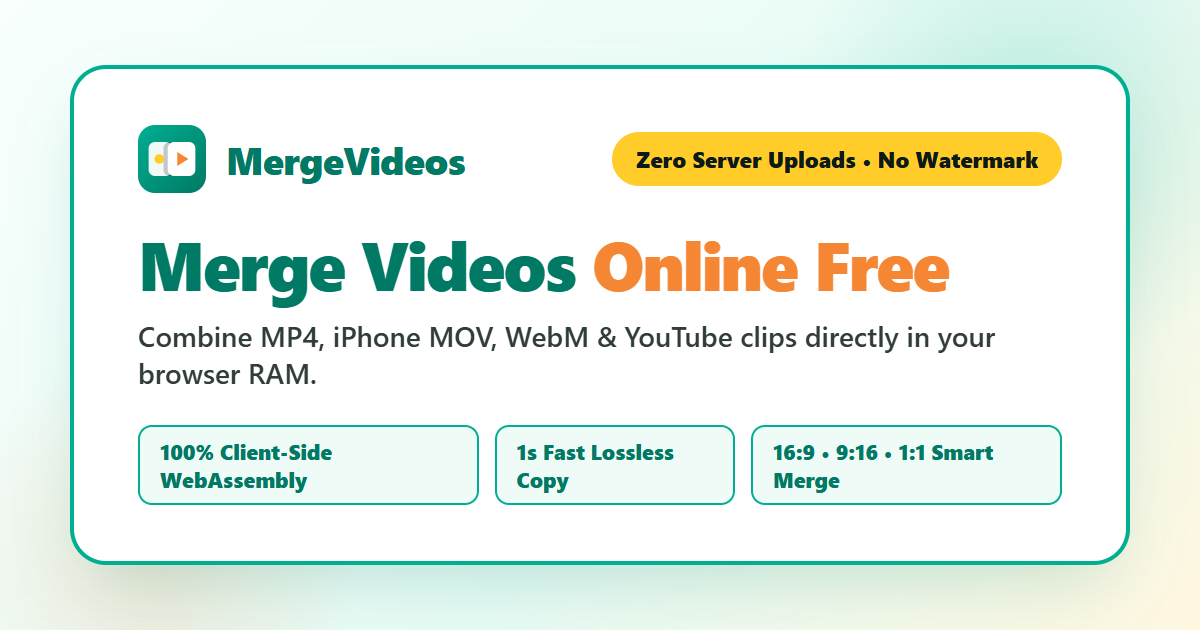 MergeVideos
Zero Server Uploads • No Watermark
Merge Videos Online Free
Combine MP4, iPhone MOV, WebM & YouTube clips directly in your
browser RAM.
100% Client-Side
WebAssembly
1s Fast Lossless
Copy
16:9 • 9:16 • 1:1 Smart
Merge